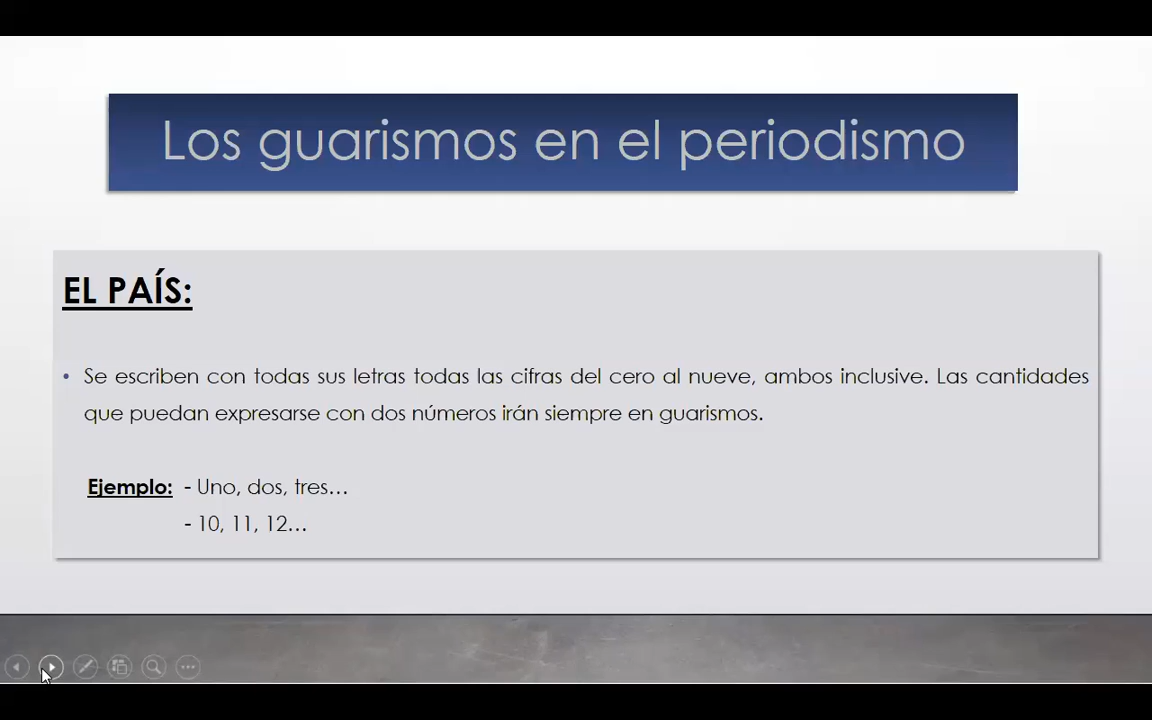 Los guarismos en el periodismo
EL PAÍS:
• Se escriben con todas sus letras todas las cifras del cero al nueve, ambos inclusive. Las cantidades
que puedan expresarse con dos números irán siempre en guarismos.
Ejemplo: - Uno, dos, tres…
- 10, 11, 12…